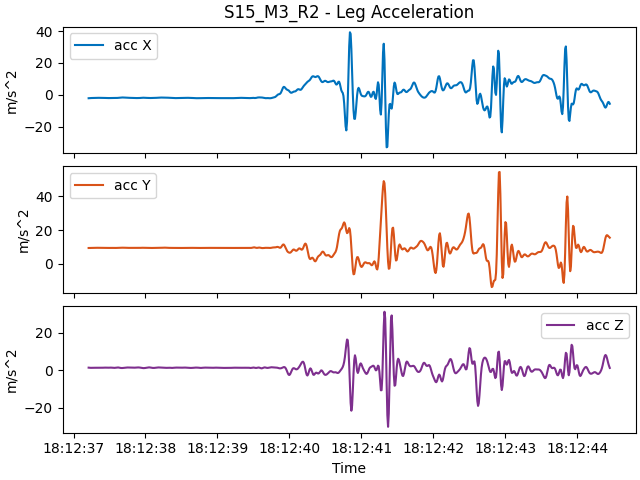 S15_M3_R2 - Leg Acceleration
40
20
0
−20
m/s^2
acc X
40
20
0
m/s^2
acc Y
20
0
−20
m/s^2
acc Z
18:12:37 18:12:38 18:12:39 18:12:40 18:12:41 18:12:42 18:12:43 18:12:44
Time